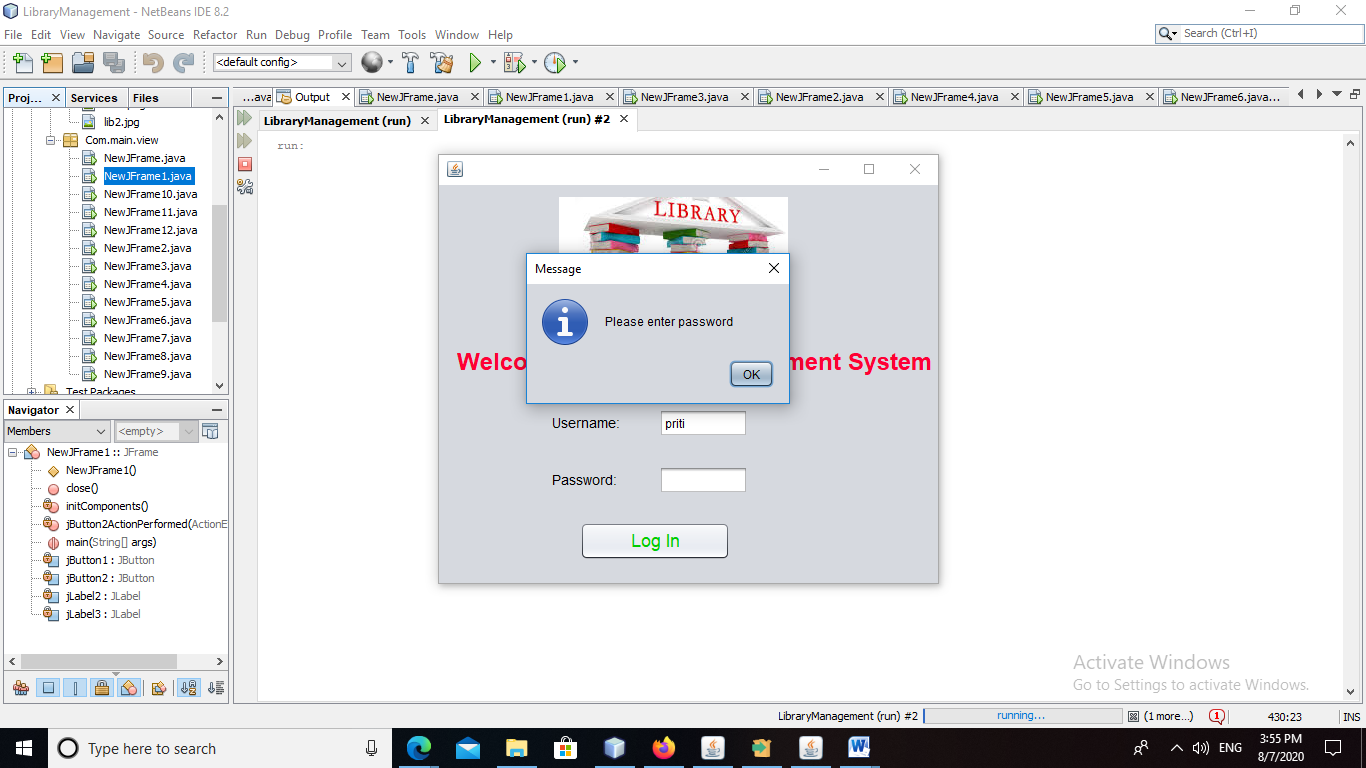 LibraryManagement - NetBeans IDE 8.2
File Edit View Navigate Source Refactor Run Debug Profile Team Tools Window Help
Search (Ctrl+I)
<default config>
Proj... Services Files
...ava Output NewJFrame.java NewJFrame1.java NewJFrame3.java NewJFrame2.java NewJFrame4.java NewJFrame5.java NewJFrame6.java...
LibraryManagement (run) LibraryManagement (run) #2
run:
lib2.jpg
Com.main.view
NewJFrame.java
NewJFrame1.java
NewJFrame10.java
NewJFrame11.java
NewJFrame12.java
NewJFrame2.java
NewJFrame3.java
NewJFrame4.java
NewJFrame5.java
NewJFrame6.java
NewJFrame7.java
NewJFrame8.java
NewJFrame9.java
Test Packages
Navigator
Members <empty>
NewJFrame1 :: JFrame
NewJFrame1()
close()
initComponents()
jButton2ActionPerformed(ActionE
main(String[] args)
jButton1 : JButton
jButton2 : JButton
jLabel2 : JLabel
jLabel3 : JLabel
LIBRARY
Message
Please enter password
OK
Welco ment System
Username: priti
Password:
Log In
Activate Windows
Go to Settings to activate Windows.
LibraryManagement (run) #2 running... (1 more...) 1 430:23 INS
Type here to search
ENG
3:55 PM
8/7/2020